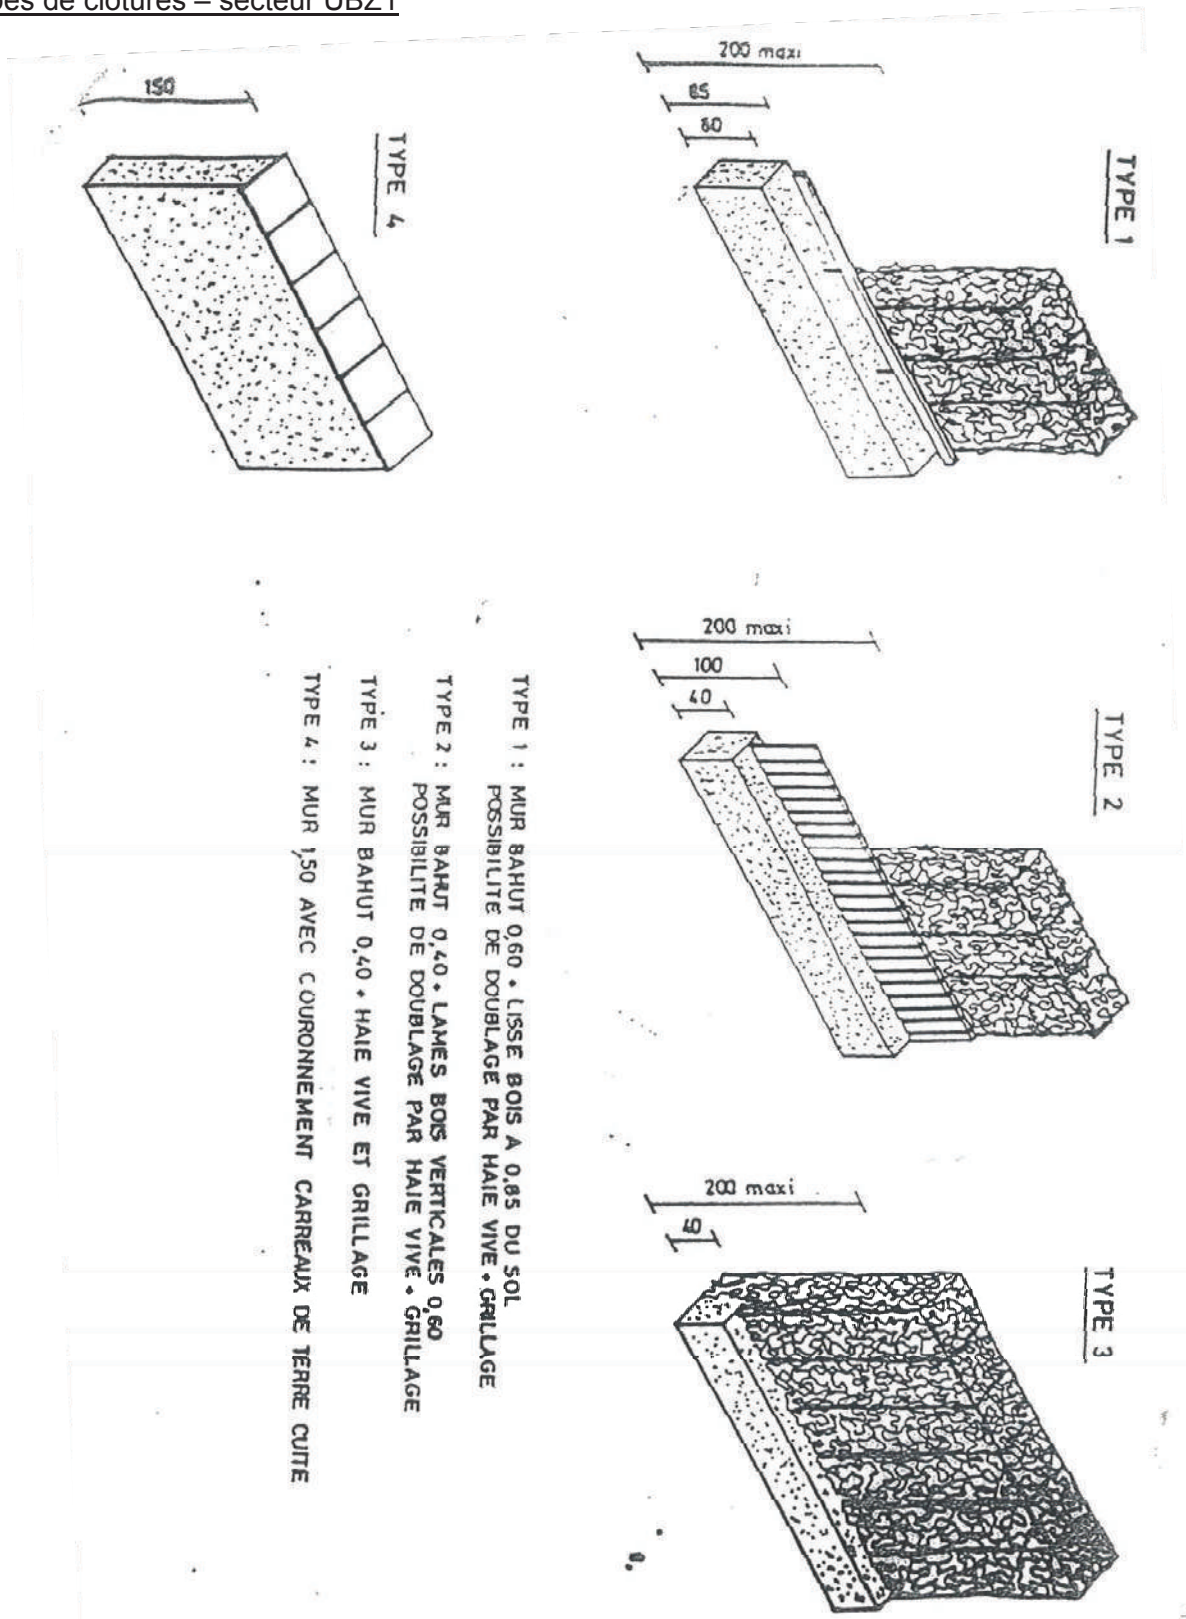 pes de clôtures – secteur UBZ1
TYPE 1
200 maxi
85
60
TYPE 2
200 maxi
100
40
TYPE 3
200 maxi
40
TYPE 4
150
TYPE 1 : MUR BAHUT 0,60 + LISSE BOIS A 0,85 DU SOL
POSSIBILITE DE DOUBLAGE PAR HAIE VIVE + GRILLAGE
TYPE 2 : MUR BAHUT 0,40 + LAMES BOIS VERTICALES 0,60
POSSIBILITE DE DOUBLAGE PAR HAIE VIVE + GRILLAGE
TYPE 3 : MUR BAHUT 0,40 + HAIE VIVE ET GRILLAGE
TYPE 4 : MUR 1,50 AVEC COURONNEMENT CARREAUX DE TERRE CUITE